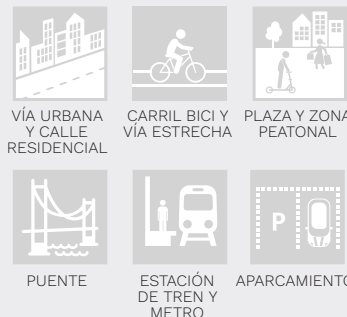 VÍA URBANA
Y CALLE
RESIDENCIAL
CARRIL BICI Y
VÍA ESTRECHA
PLAZA Y ZONA
PEATONAL
P
PUENTE
ESTACIÓN
DE TREN Y
METRO
APARCAMIENTO